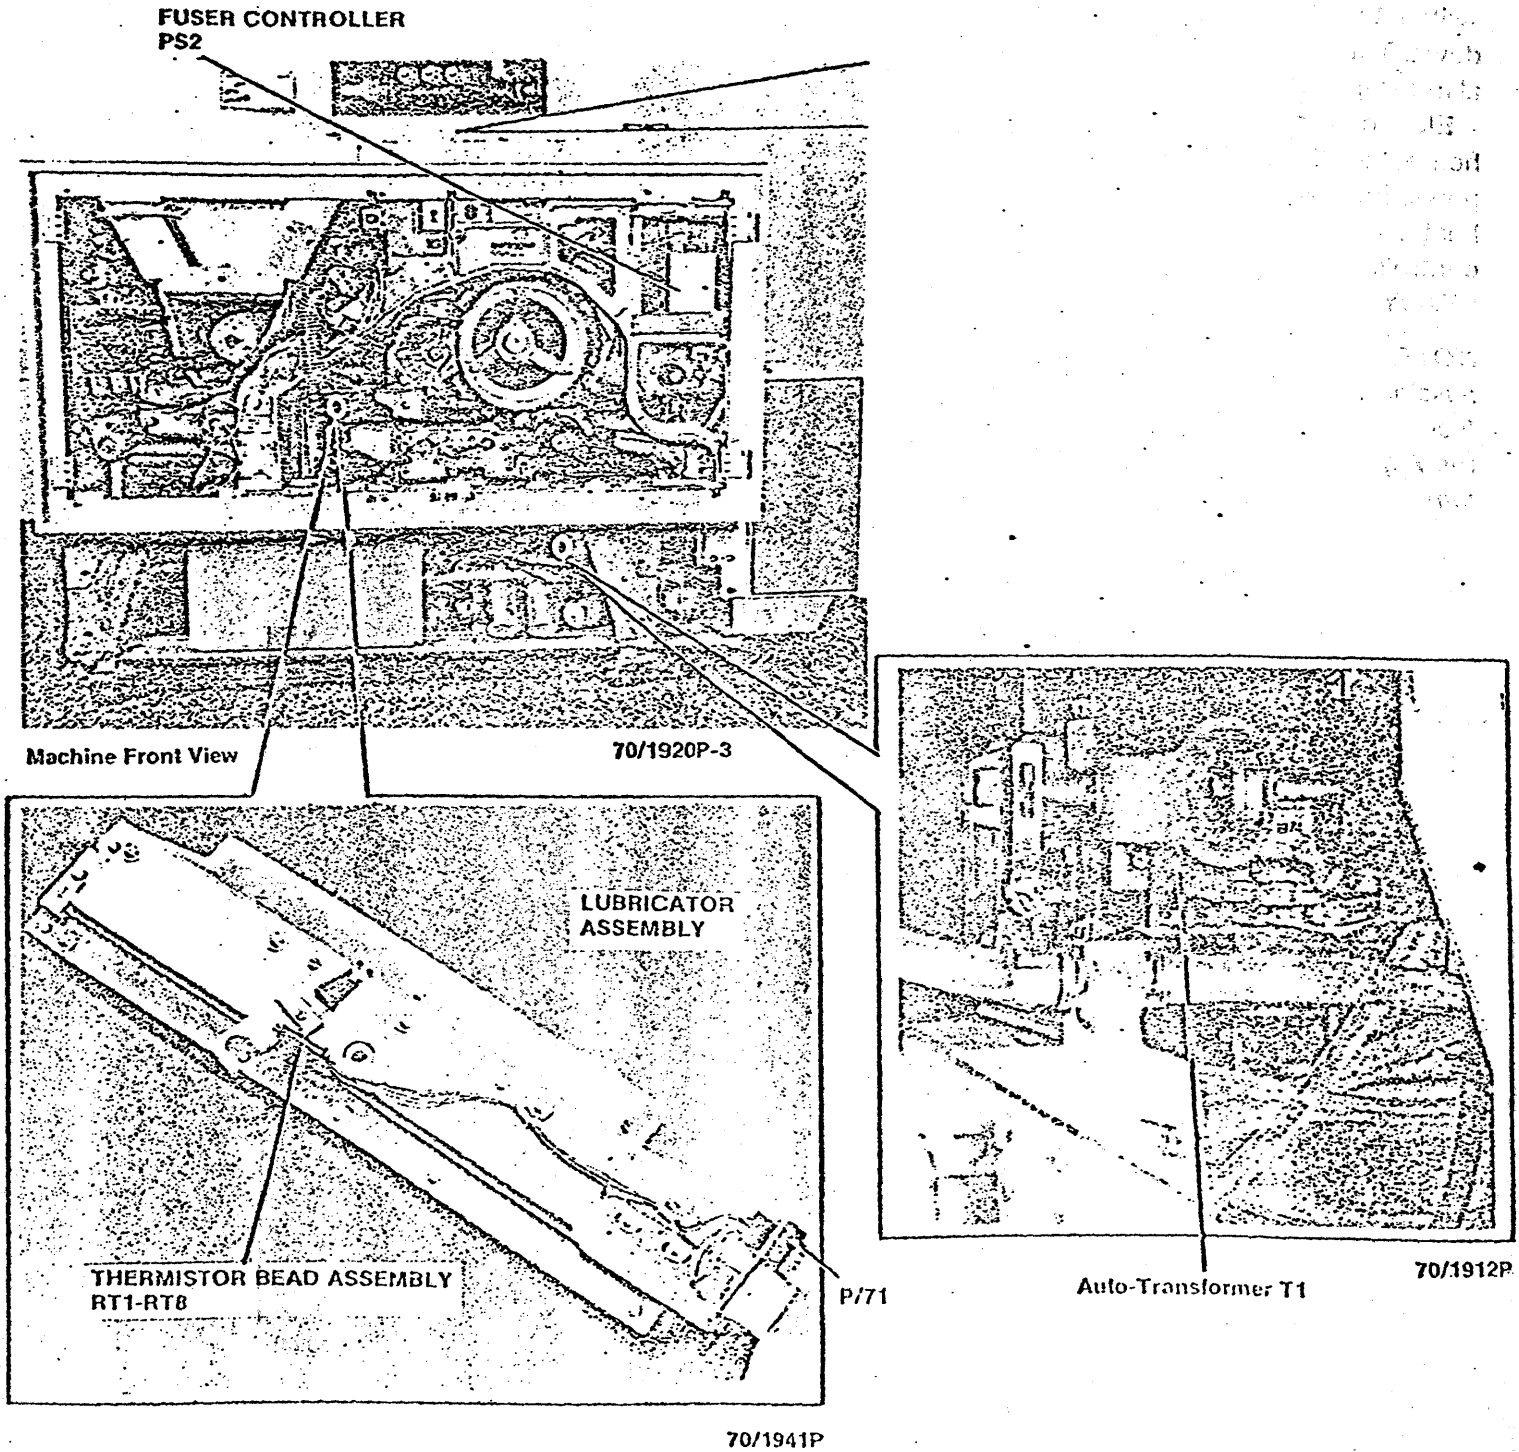 FUSER CONTROLLER
PS2
Machine Front View
70/1920P-3
LUBRICATOR
ASSEMBLY
THERMISTOR BEAD ASSEMBLY
RT1-RT8
P/71
70/1941P
Auto-Transformer T1
70/1912P